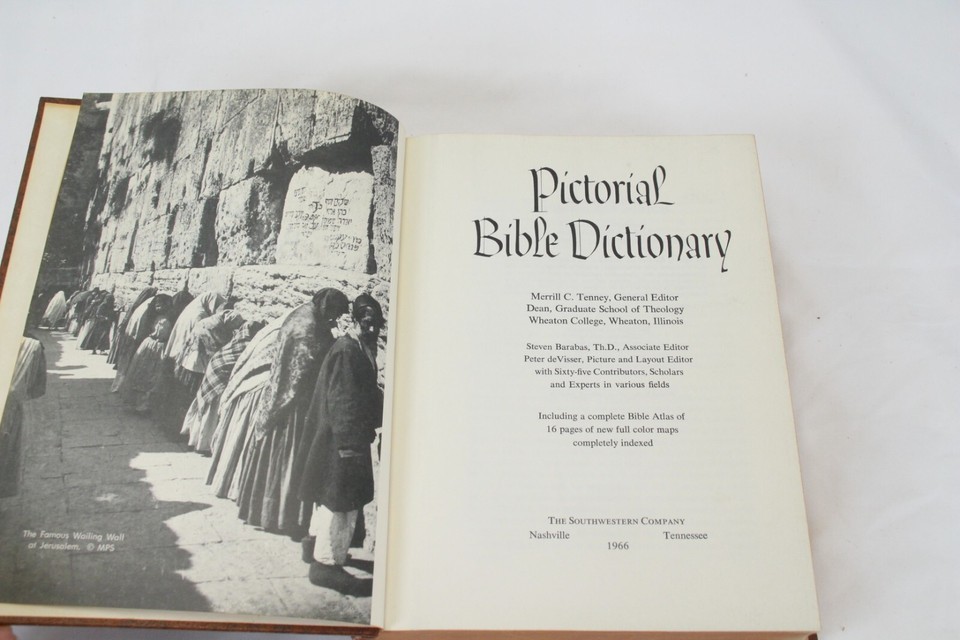 The Famous Wailing Wall
of Jerusalem. © MPS
Pictorial
Bible Dictionary
Merrill C. Tenney, General Editor
Dean, Graduate School of Theology
Wheaton College, Wheaton, Illinois
Steven Barabas, Th.D., Associate Editor
Peter deVisser, Picture and Layout Editor
with Sixty-five Contributors, Scholars
and Experts in various fields
Including a complete Bible Atlas of
16 pages of new full color maps
completely indexed
The Southwestern Company
Nashville Tennessee
1966